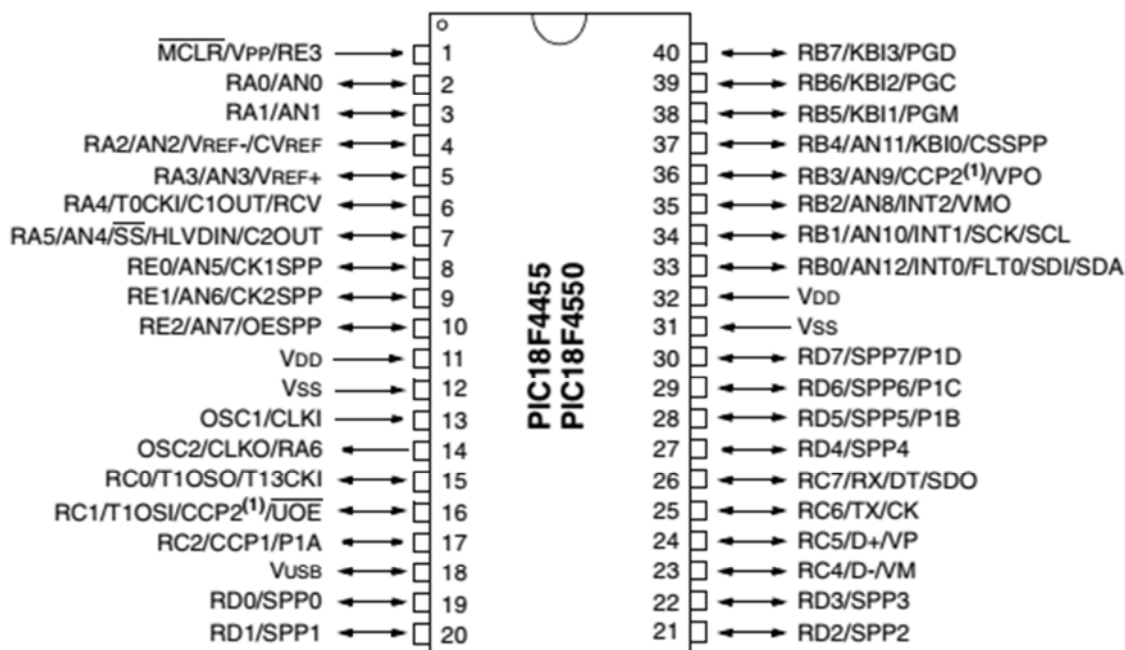 MCLR/VPP/RE3 1
RA0/AN0 2
RA1/AN1 3
RA2/AN2/VREF-/CVREF 4
RA3/AN3/VREF+ 5
RA4/T0CKI/C1OUT/RCV 6
RA5/AN4/SS/HLVDIN/C2OUT 7
RE0/AN5/CK1SPP 8
RE1/AN6/CK2SPP 9
RE2/AN7/OESPP 10
VDD 11
VSS 12
OSC1/CLKI 13
OSC2/CLKO/RA6 14
RC0/T1OSO/T13CKI 15
RC1/T1OSI/CCP2(1)/UOE 16
RC2/CCP1/P1A 17
VUSB 18
RD0/SPP0 19
RD1/SPP1 20
PIC18F4455
PIC18F4550
40 RB7/KBI3/PGD
39 RB6/KBI2/PGC
38 RB5/KBI1/PGM
37 RB4/AN11/KBI0/CSSPP
36 RB3/AN9/CCP2(1)/VPO
35 RB2/AN8/INT2/VMO
34 RB1/AN10/INT1/SCK/SCL
33 RB0/AN12/INT0/FLT0/SDI/SDA
32 VDD
31 VSS
30 RD7/SPP7/P1D
29 RD6/SPP6/P1C
28 RD5/SPP5/P1B
27 RD4/SPP4
26 RC7/RX/DT/SDO
25 RC6/TX/CK
24 RC5/D+/VP
23 RC4/D-/VM
22 RD3/SPP3
21 RD2/SPP2